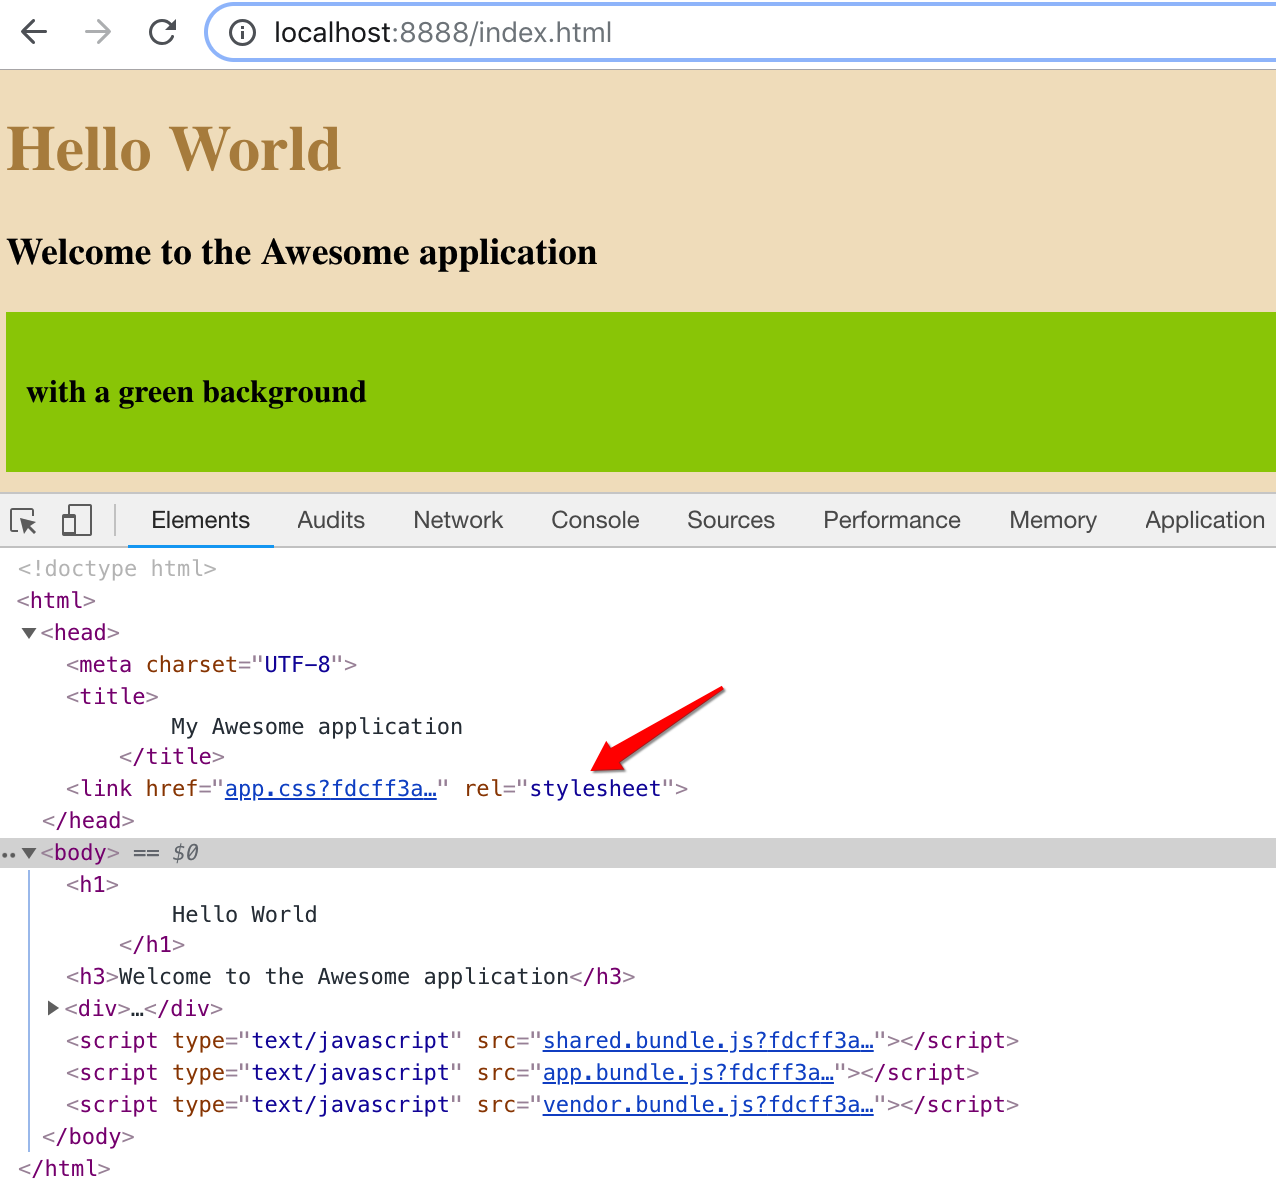 localhost:8888/index.html
Hello World
Welcome to the Awesome application
with a green background
Elements Audits Network Console Sources Performance Memory Application
<!doctype html>
<html>
<head>
<meta charset="UTF-8">
<title>
My Awesome application
</title>
<link href="app.css?fdcff3a…" rel="stylesheet">
</head>
<body> == $0
<h1>
Hello World
</h1>
<h3>Welcome to the Awesome application</h3>
<div>…</div>
<script type="text/javascript" src="shared.bundle.js?fdcff3a…"></script>
<script type="text/javascript" src="app.bundle.js?fdcff3a…"></script>
<script type="text/javascript" src="vendor.bundle.js?fdcff3a…"></script>
</body>
</html>